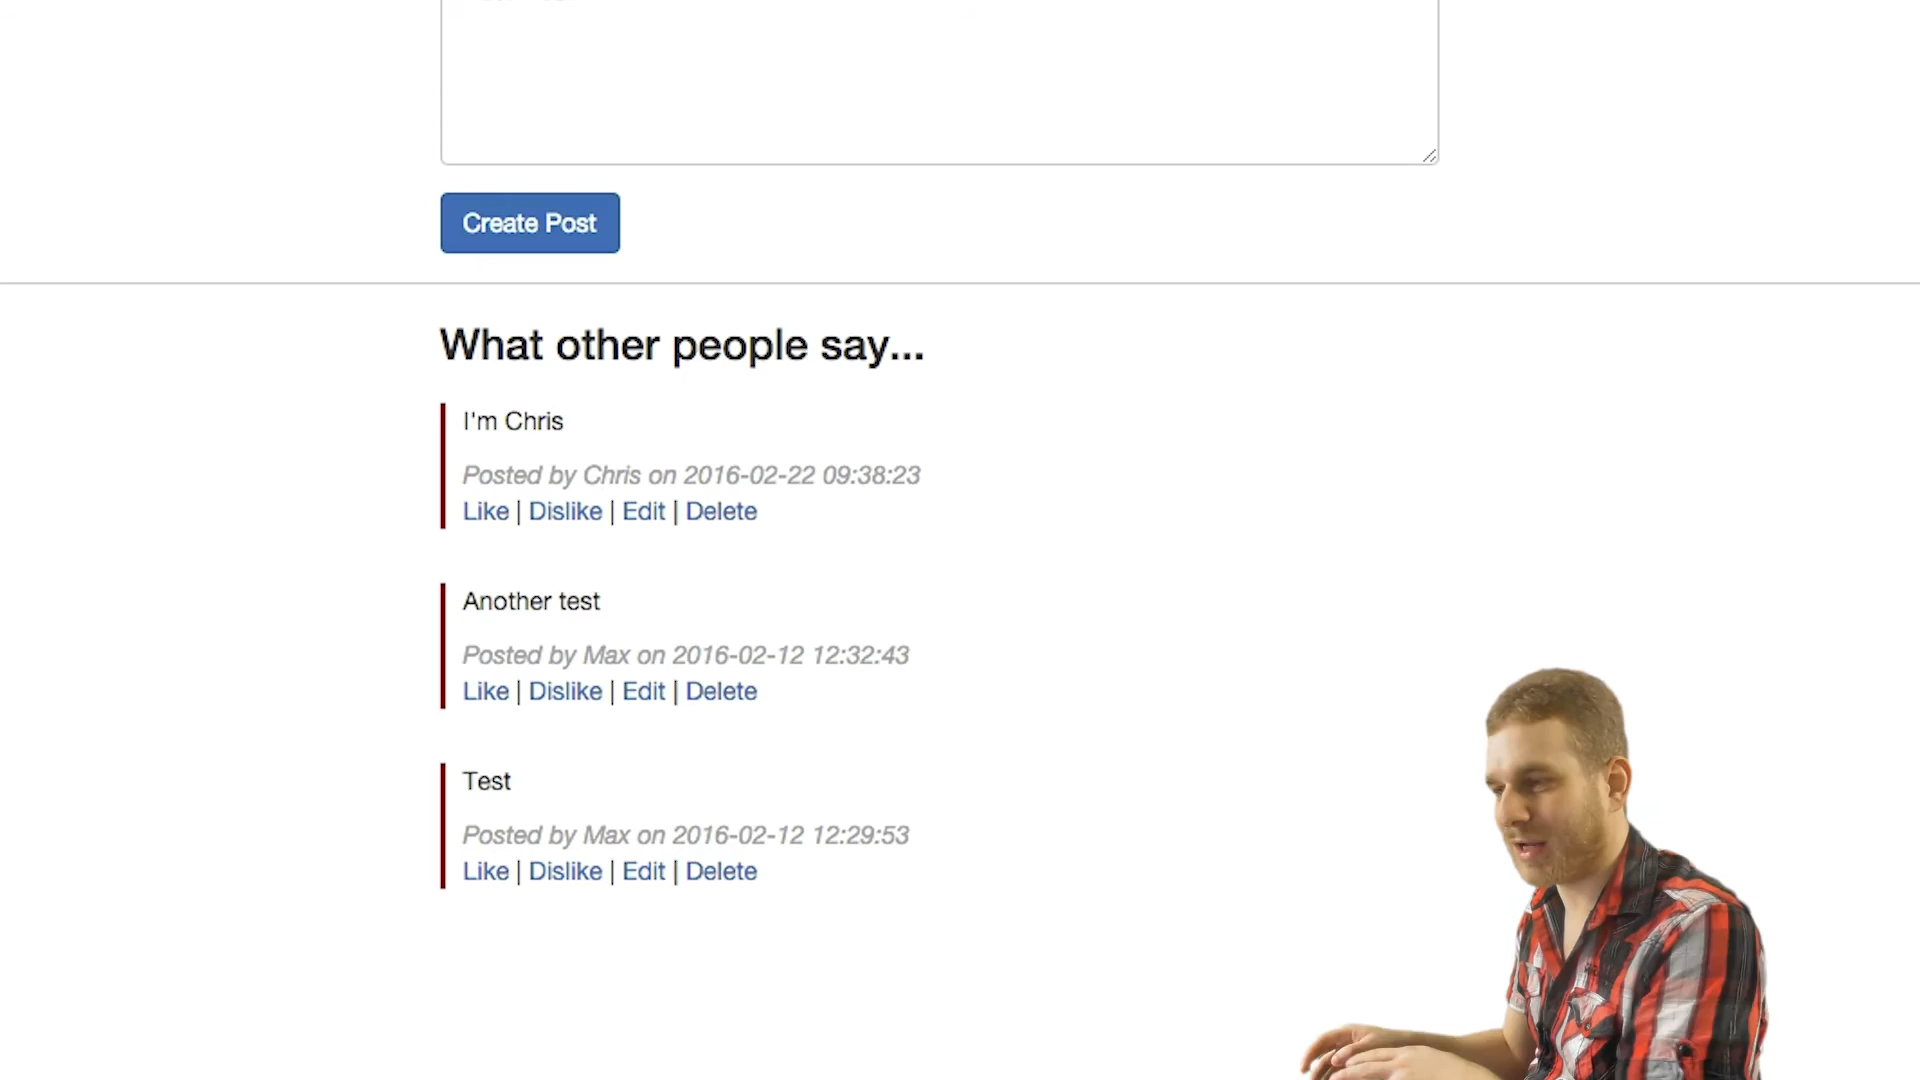 Create Post
What other people say...
I'm Chris
Posted by Chris on 2016-02-22 09:38:23
Like | Dislike | Edit | Delete
Another test
Posted by Max on 2016-02-12 12:32:43
Like | Dislike | Edit | Delete
Test
Posted by Max on 2016-02-12 12:29:53
Like | Dislike | Edit | Delete